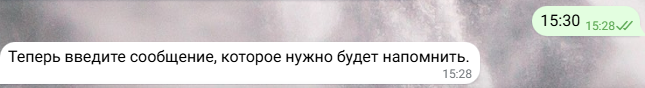 15:30 15:28
Теперь введите сообщение, которое нужно будет напомнить.
15:28